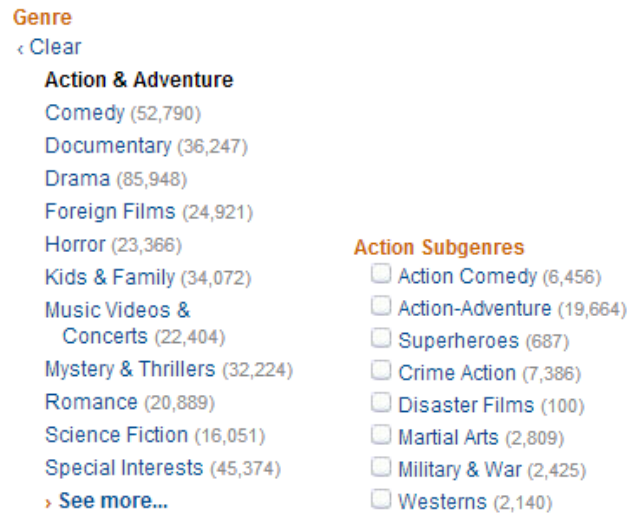 Genre
‹ Clear
Action & Adventure
Comedy (52,790)
Documentary (36,247)
Drama (85,948)
Foreign Films (24,921)
Horror (23,366)
Kids & Family (34,072)
Music Videos &
Concerts (22,404)
Mystery & Thrillers (32,224)
Romance (20,889)
Science Fiction (16,051)
Special Interests (45,374)
› See more...
Action Subgenres
Action Comedy (6,456)
Action-Adventure (19,664)
Superheroes (687)
Crime Action (7,386)
Disaster Films (100)
Martial Arts (2,809)
Military & War (2,425)
Westerns (2,140)